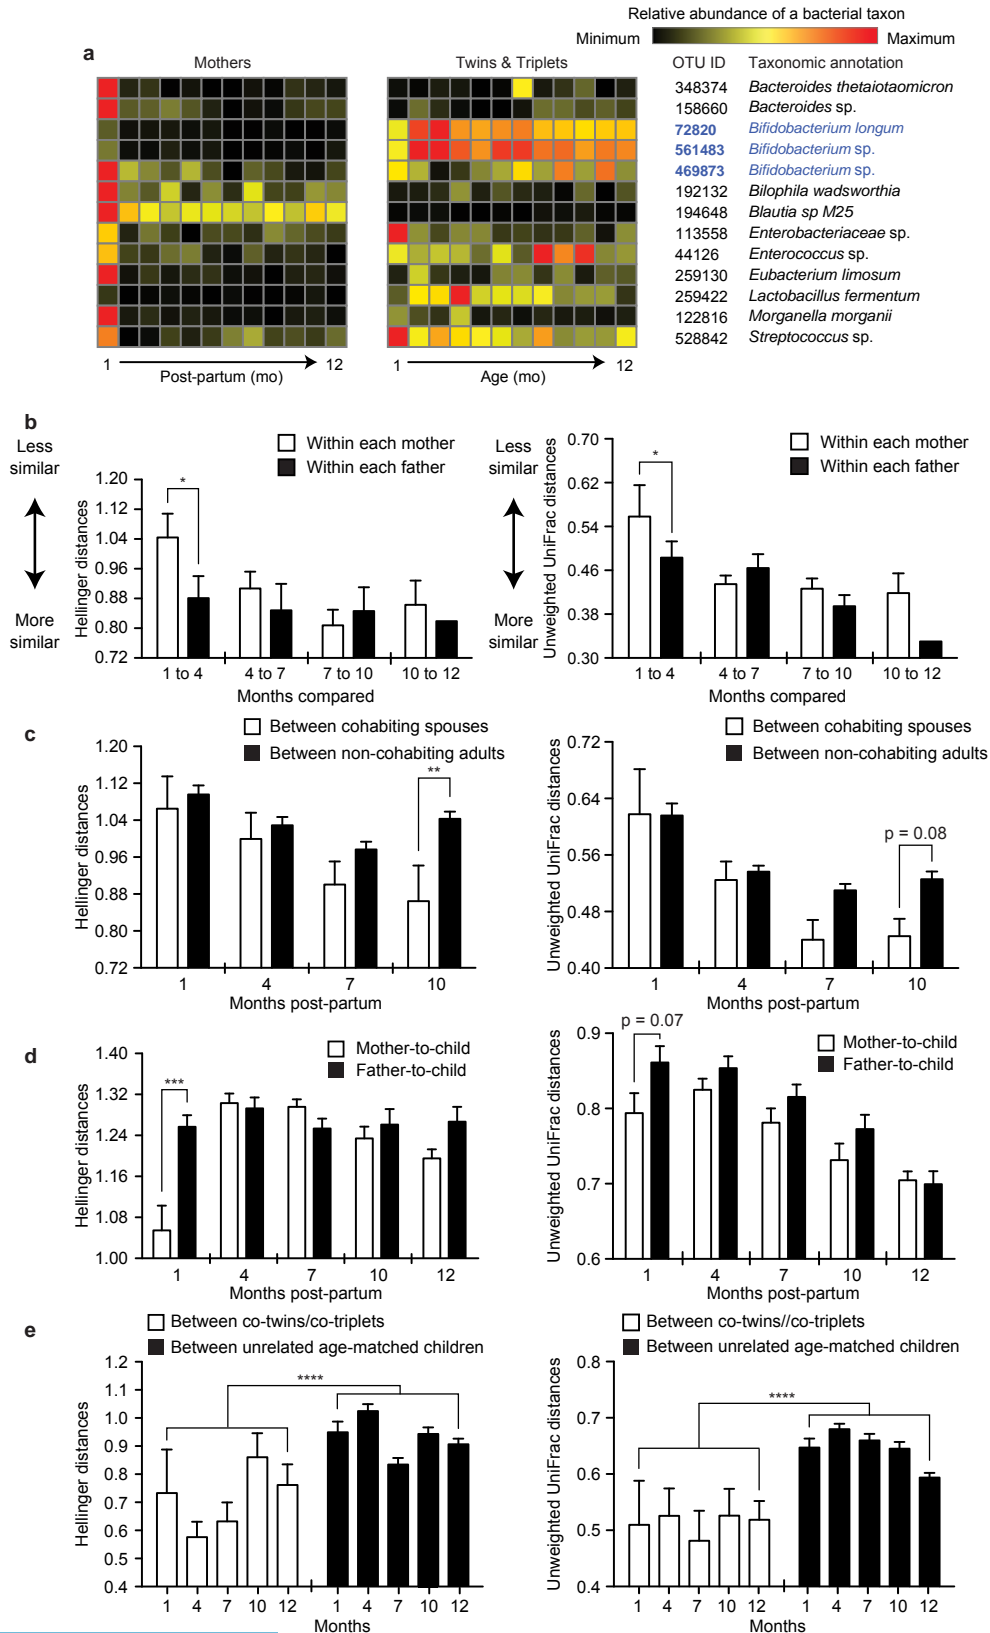 Relative abundance of a bacterial taxon
Minimum Maximum
a
Mothers Twins & Triplets OTU ID Taxonomic annotation
348374 Bacteroides thetaiotaomicron
158660 Bacteroides sp.
72820 Bifidobacterium longum
561483 Bifidobacterium sp.
469873 Bifidobacterium sp.
192132 Bilophila wadsworthia
194648 Blautia sp M25
113558 Enterobacteriaceae sp.
44126 Enterococcus sp.
259130 Eubacterium limosum
259422 Lactobacillus fermentum
122816 Morganella morganii
528842 Streptococcus sp.
1 12 1 12
Post-partum (mo) Age (mo)
b
Less similar
More similar
Within each mother
Within each father
Hellinger distances
1.20
1.12
1.04
0.96
0.88
0.80
0.72
*
1 to 4 4 to 7 7 to 10 10 to 12
Months compared
Less similar
More similar
Within each mother
Within each father
Unweighted UniFrac distances
0.70
0.62
0.54
0.46
0.38
0.30
*
1 to 4 4 to 7 7 to 10 10 to 12
Months compared
c
Between cohabiting spouses
Between non-cohabiting adults
Hellinger distances
1.20
1.12
1.04
0.96
0.88
0.80
0.72
**
1 4 7 10
Months post-partum
Between cohabiting spouses
Between non-cohabiting adults
Unweighted UniFrac distances
0.72
0.64
0.56
0.48
0.40
p = 0.08
1 4 7 10
Months post-partum
d
Mother-to-child
Father-to-child
Hellinger distances
1.40
1.32
1.24
1.16
1.08
1.00
***
1 4 7 10 12
Months post-partum
p = 0.07
Mother-to-child
Father-to-child
Unweighted UniFrac distances
0.9
0.8
0.7
0.6
1 4 7 10 12
Months post-partum
e
Between co-twins/co-triplets
Between unrelated age-matched children
Hellinger distances
1.2
1.1
1.0
0.9
0.8
0.7
0.6
0.5
0.4
****
1 4 7 10 12 1 4 7 10 12
Months
Between co-twins//co-triplets
Between unrelated age-matched children
Unweighted UniFrac distances
0.8
0.7
0.6
0.5
0.4
****
1 4 7 10 12 1 4 7 10 12
Months